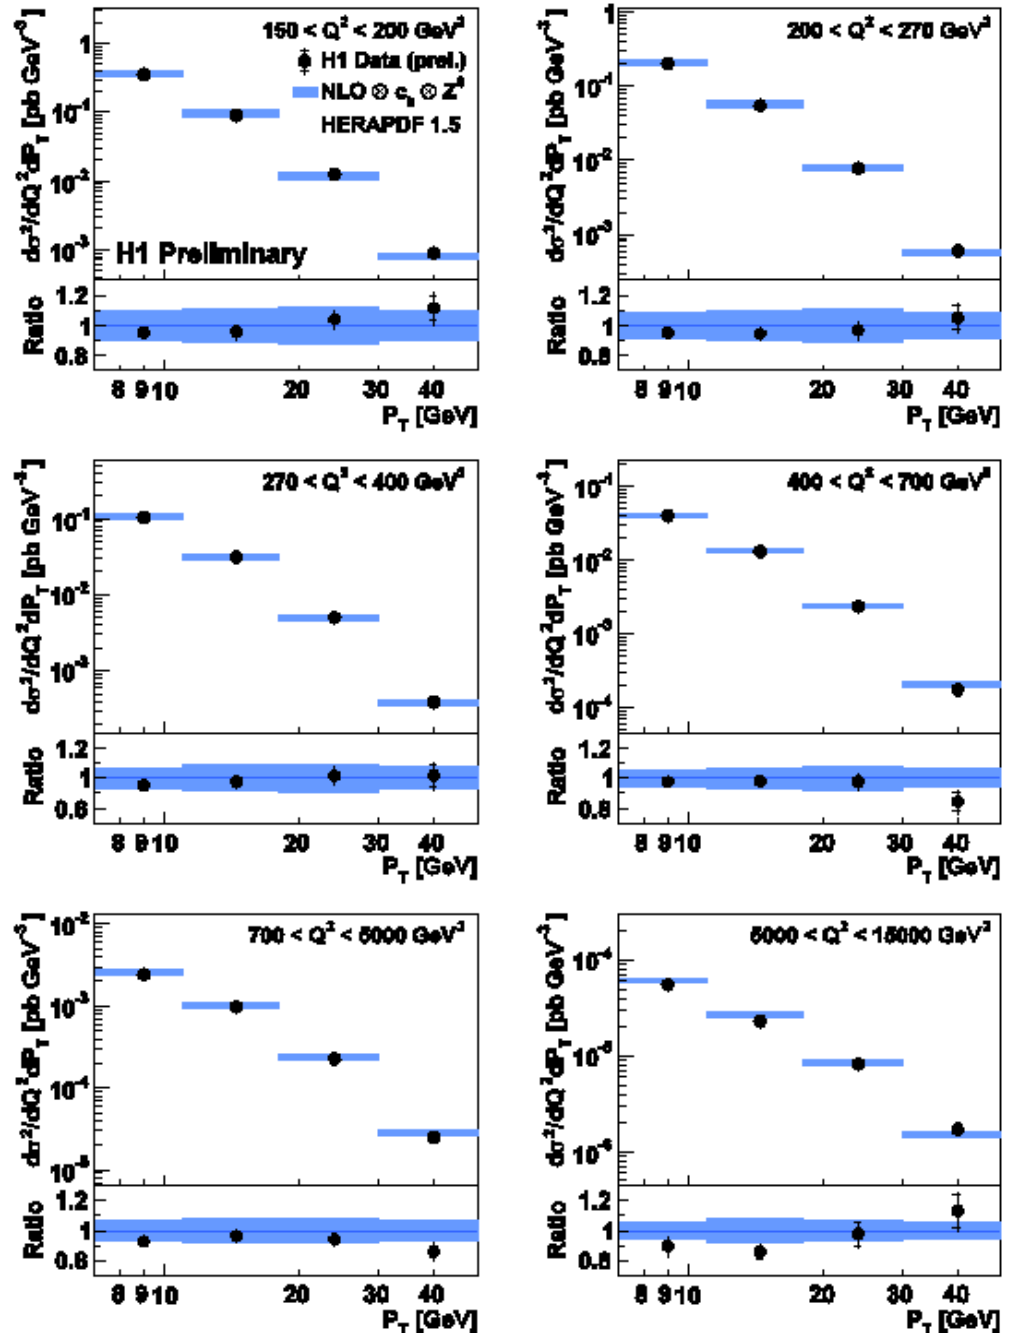 dσ²/dQ²dP_T [pb GeV⁻³]
150 < Q² < 200 GeV²
H1 Data (prel.)
NLO ⊗ c_h ⊗ Z⁰
HERAPDF 1.5
H1 Preliminary
1
10⁻¹
10⁻²
10⁻³
Ratio
1.2
1
0.8
8 9 10 20 30 40
P_T [GeV]
dσ²/dQ²dP_T [pb GeV⁻³]
200 < Q² < 270 GeV²
1
10⁻¹
10⁻²
10⁻³
Ratio
1.2
1
0.8
8 9 10 20 30 40
P_T [GeV]
dσ²/dQ²dP_T [pb GeV⁻³]
270 < Q² < 400 GeV²
10⁻¹
10⁻²
10⁻³
Ratio
1.2
1
0.8
8 9 10 20 30 40
P_T [GeV]
dσ²/dQ²dP_T [pb GeV⁻³]
400 < Q² < 700 GeV²
10⁻¹
10⁻²
10⁻³
10⁻⁴
Ratio
1.2
1
0.8
8 9 10 20 30 40
P_T [GeV]
dσ²/dQ²dP_T [pb GeV⁻³]
700 < Q² < 5000 GeV²
10⁻²
10⁻³
10⁻⁴
10⁻⁵
Ratio
1.2
1
0.8
8 9 10 20 30 40
P_T [GeV]
dσ²/dQ²dP_T [pb GeV⁻³]
5000 < Q² < 15000 GeV²
10⁻⁴
10⁻⁵
10⁻⁶
Ratio
1.2
1
0.8
8 9 10 20 30 40
P_T [GeV]